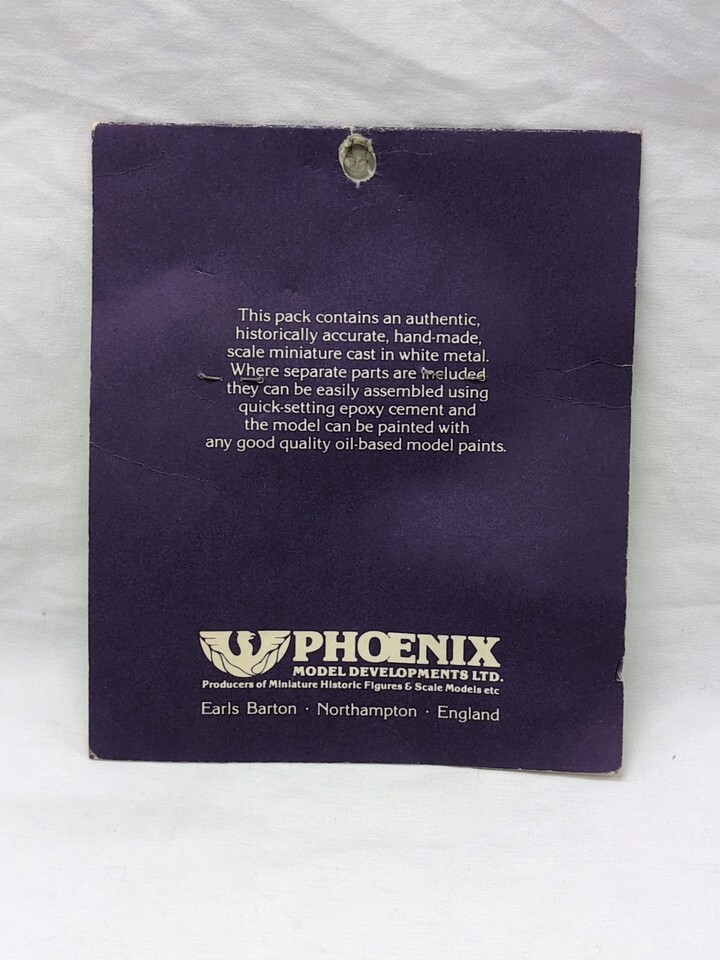 This pack contains an authentic,
historically accurate, hand-made,
scale miniature cast in white metal.
Where separate parts are included
they can be easily assembled using
quick-setting epoxy cement and
the model can be painted with
any good quality oil-based model paints.
PHOENIX
MODEL DEVELOPMENTS LTD.
Producers of Miniature Historic Figures & Scale Models etc
Earls Barton · Northampton · England